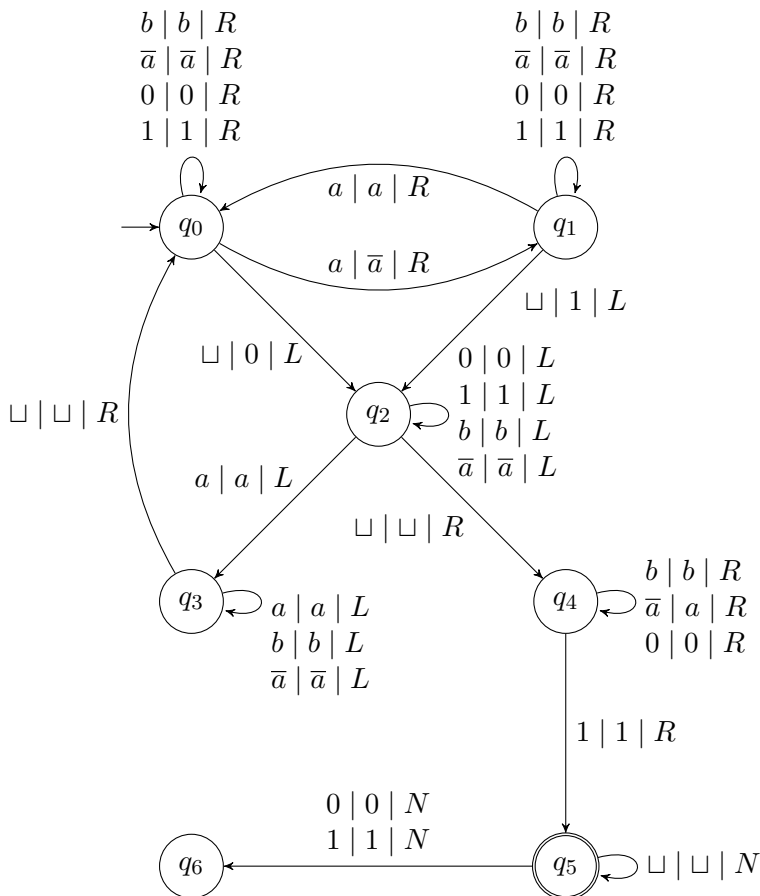 b | b | R
a̅ | a̅ | R
0 | 0 | R
1 | 1 | R
b | b | R
a̅ | a̅ | R
0 | 0 | R
1 | 1 | R
a | a | R
q₀
q₁
a | a̅ | R
⊔ | 1 | L
⊔ | 0 | L
0 | 0 | L
1 | 1 | L
b | b | L
a̅ | a̅ | L
q₂
⊔ | ⊔ | R
a | a | L
⊔ | ⊔ | R
q₃
a | a | L
b | b | L
a̅ | a̅ | L
q₄
b | b | R
a̅ | a | R
0 | 0 | R
1 | 1 | R
0 | 0 | N
1 | 1 | N
q₆
q₅
⊔ | ⊔ | N